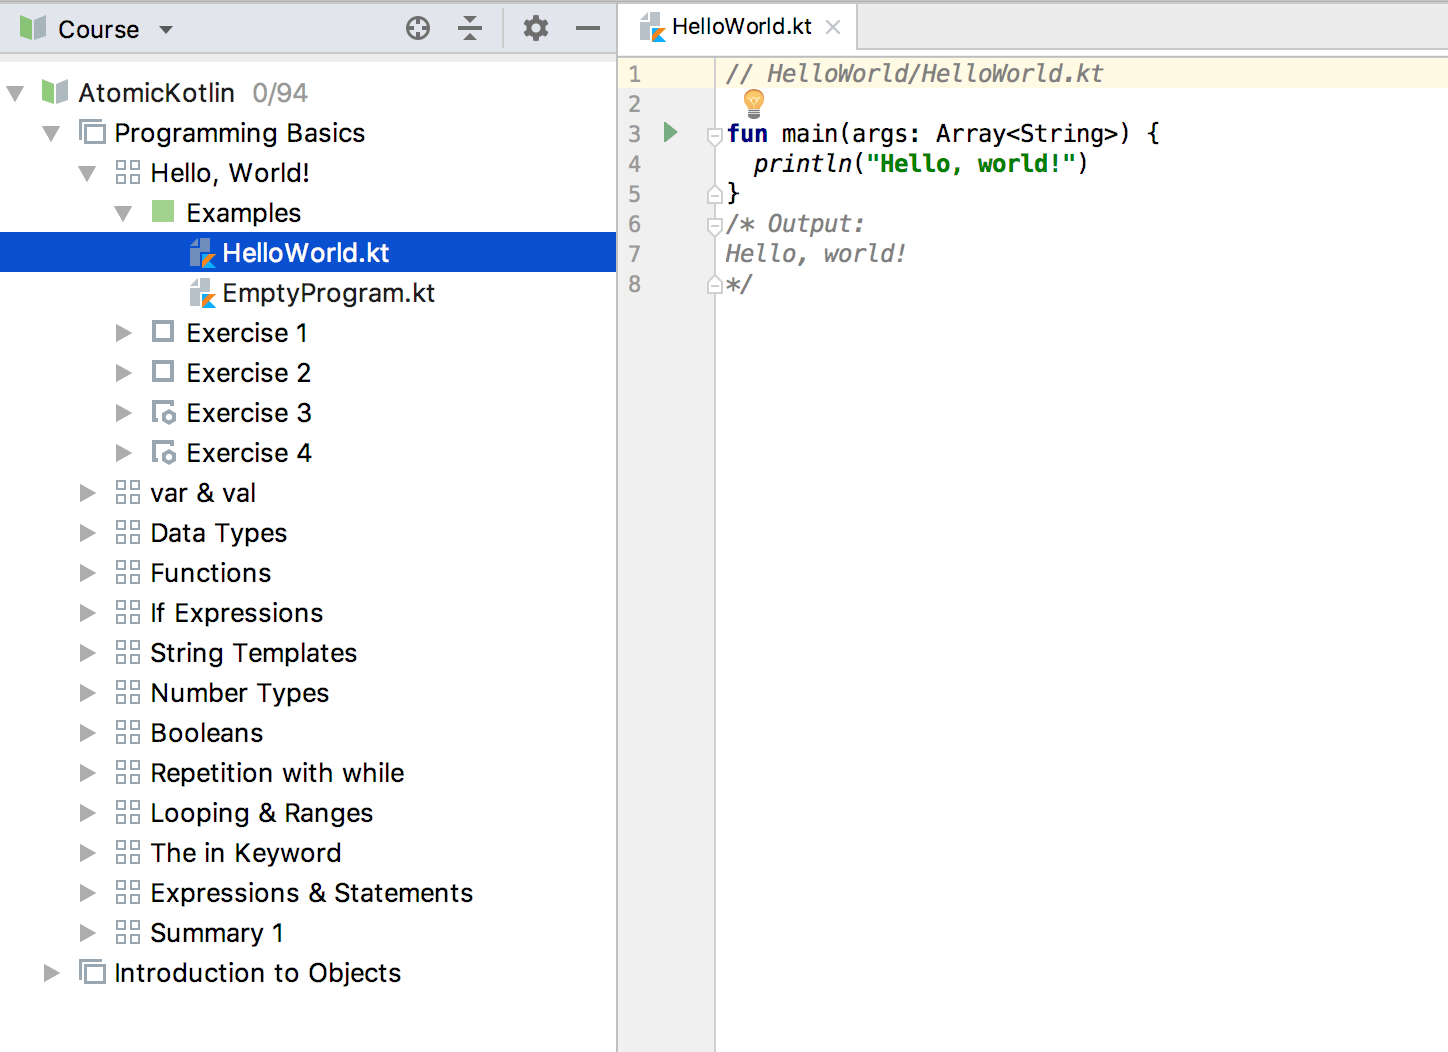 Course
AtomicKotlin 0/94
Programming Basics
Hello, World!
Examples
HelloWorld.kt
EmptyProgram.kt
Exercise 1
Exercise 2
Exercise 3
Exercise 4
var & val
Data Types
Functions
If Expressions
String Templates
Number Types
Booleans
Repetition with while
Looping & Ranges
The in Keyword
Expressions & Statements
Summary 1
Introduction to Objects
HelloWorld.kt
1 // HelloWorld/HelloWorld.kt
2
3 fun main(args: Array<String>) {
4 println("Hello, world!")
5 }
6 /* Output:
7 Hello, world!
8 */